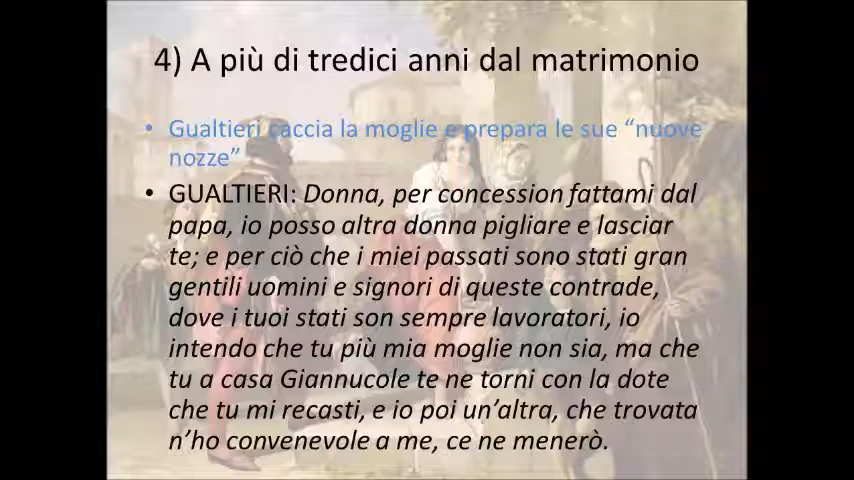 4) A più di tredici anni dal matrimonio
• Gualtieri caccia la moglie e prepara le sue “nuove
nozze”
• GUALTIERI: Donna, per concession fattami dal
papa, io posso altra donna pigliare e lasciar
te; e per ciò che i miei passati sono stati gran
gentili uomini e signori di queste contrade,
dove i tuoi stati son sempre lavoratori, io
intendo che tu più mia moglie non sia, ma che
tu a casa Giannucole te ne torni con la dote
che tu mi recasti, e io poi un’altra, che trovata
n’ho convenevole a me, ce ne menerò.